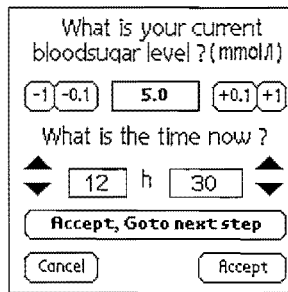 What is your current
bloodsugar level ?(mmol/l)
-1 -0.1 5.0 +0.1 +1
What is the time now ?
12 h 30
Accept, Goto next step
Cancel Accept